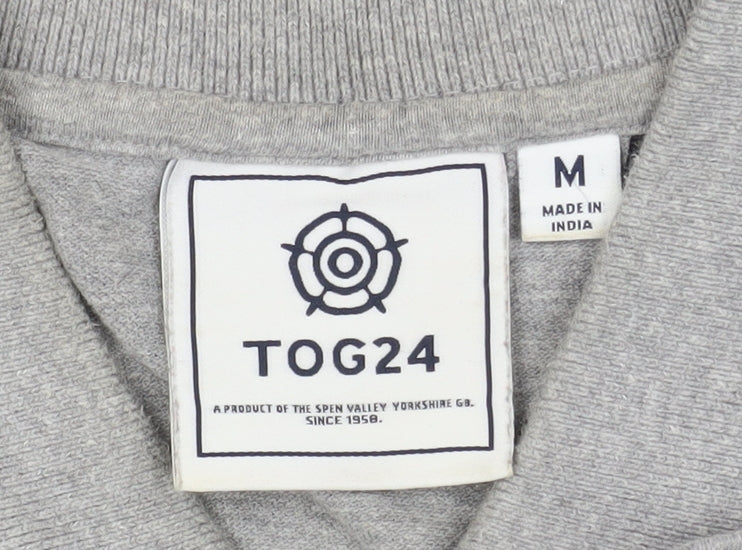 TOG24
A PRODUCT OF THE SPEN VALLEY YORKSHIRE GB.
SINCE 1958.
M
MADE IN
INDIA